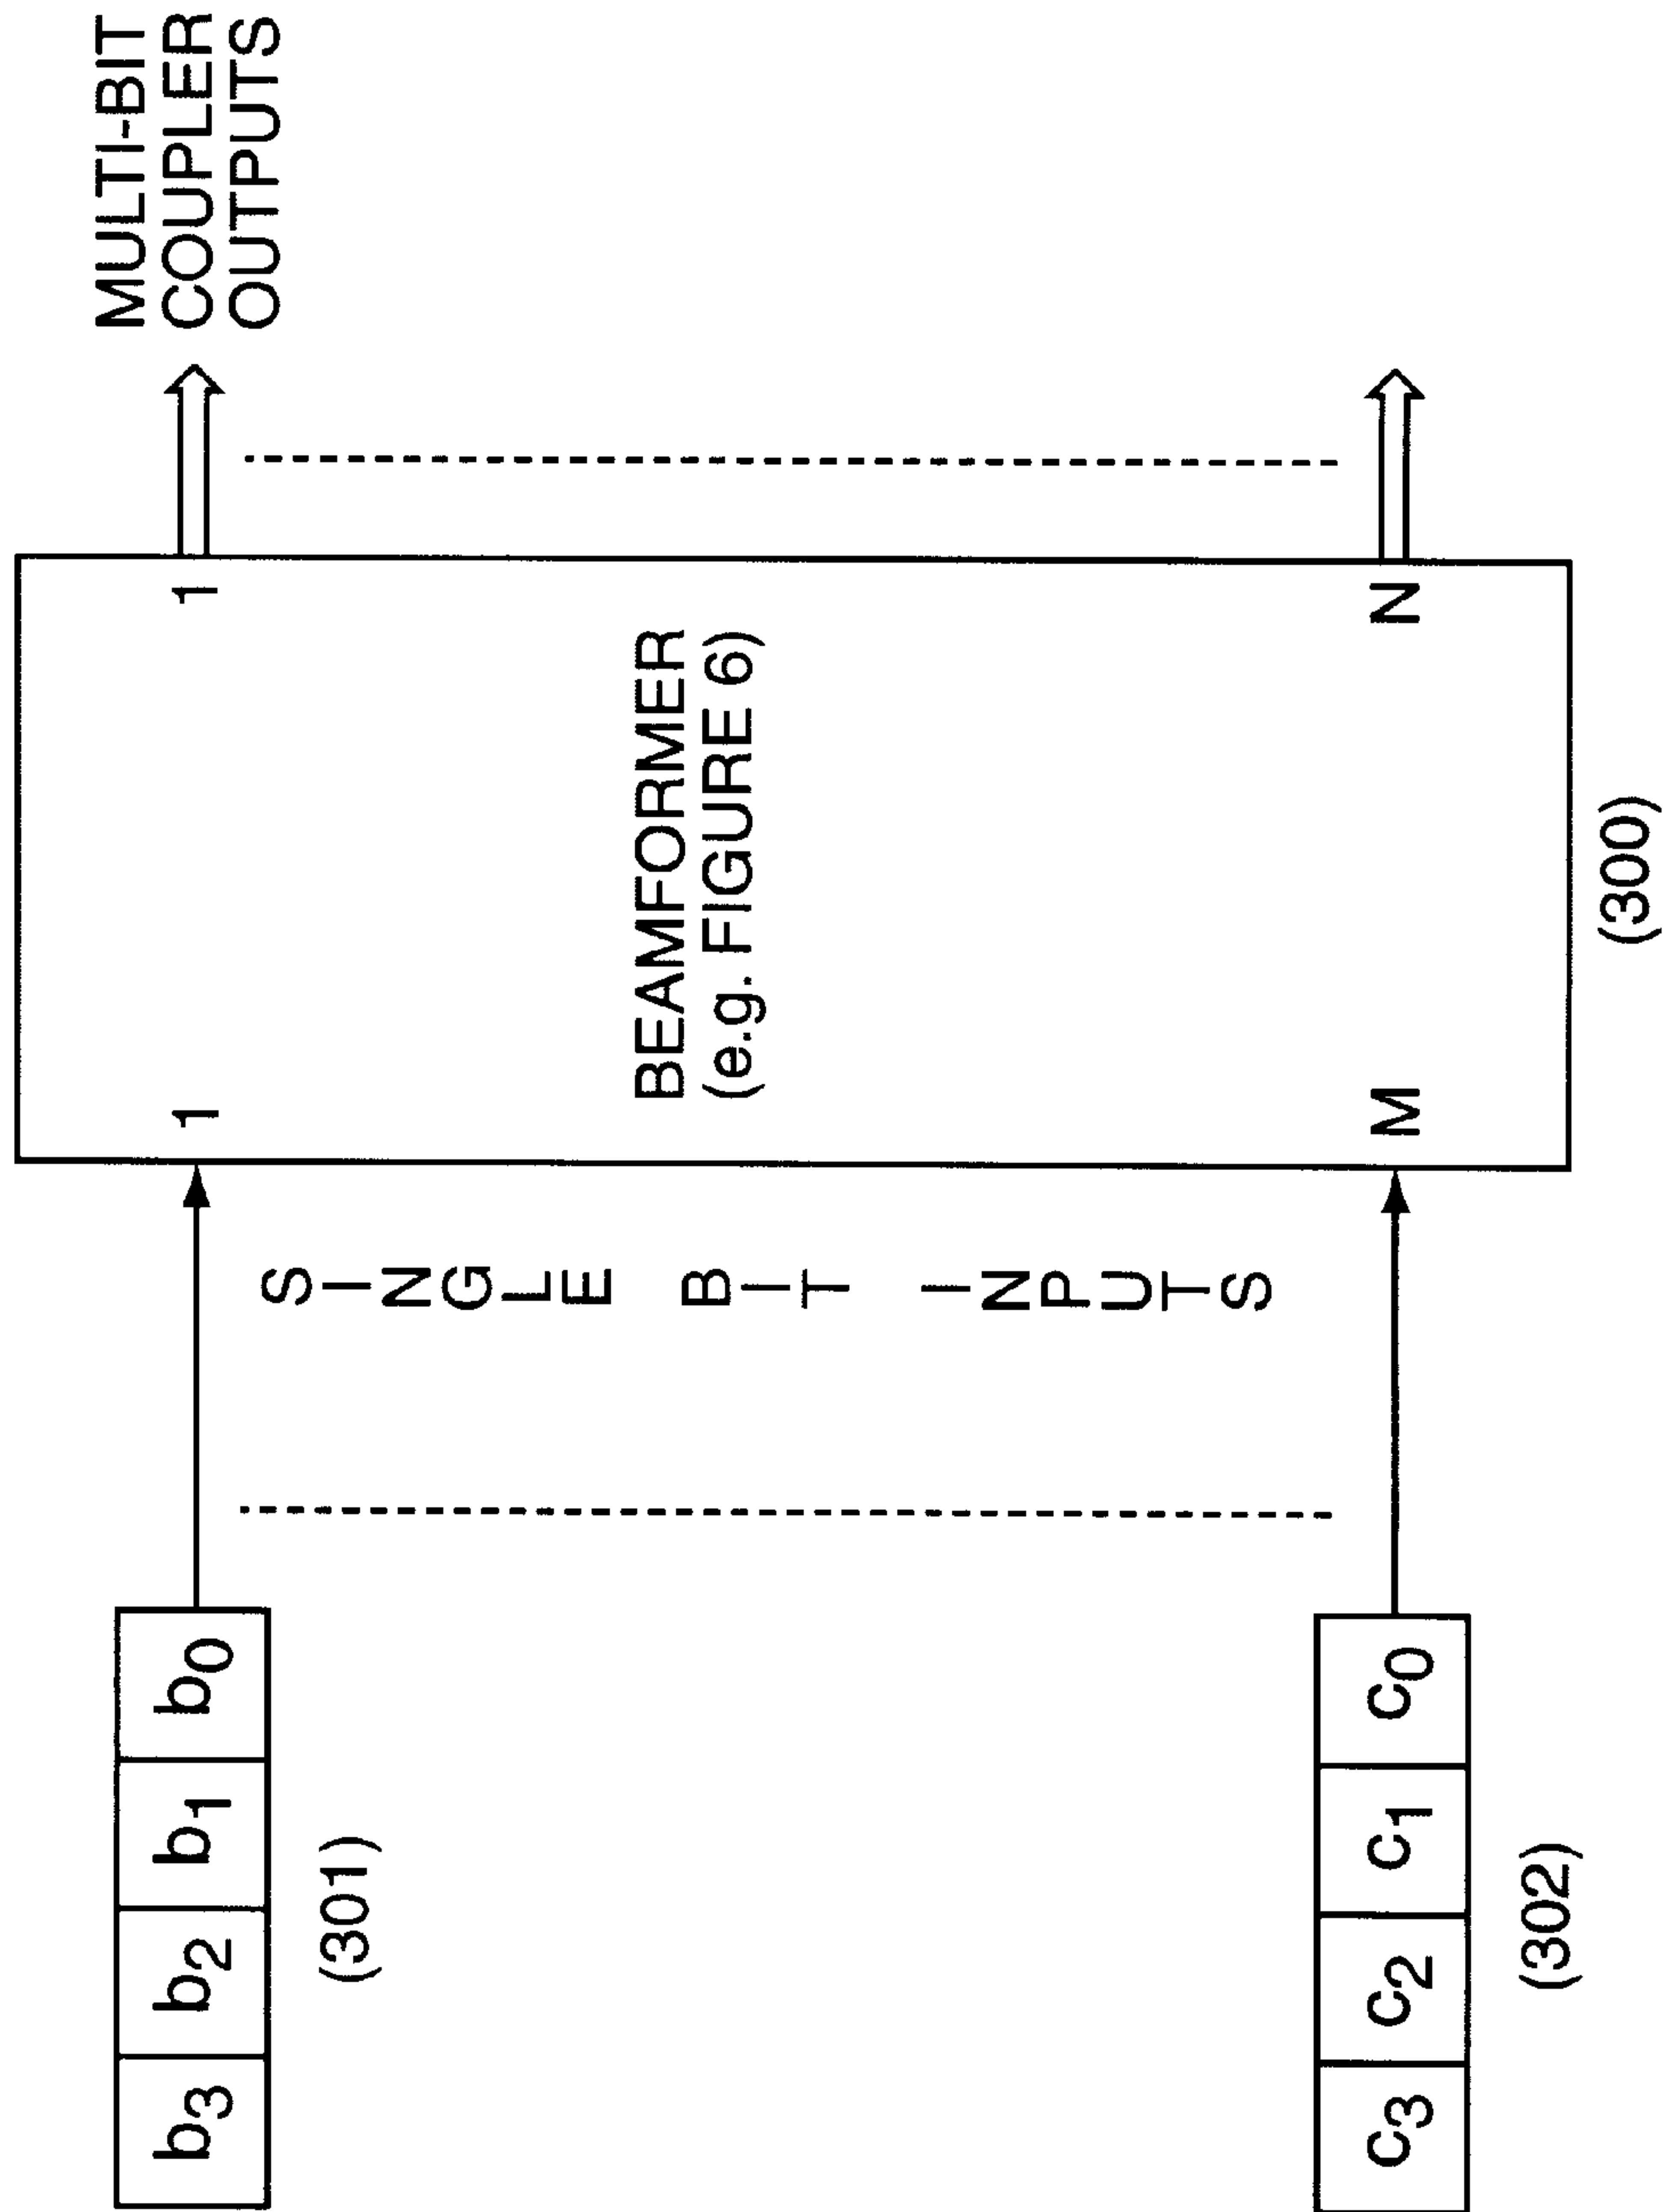 MULTI-BIT
COUPLER
OUTPUTS
b3 b2 b1 b0
(301)
1
1
SINGLE BIT INPUTS
BEAMFORMER
(e.g. FIGURE 6)
c3 c2 c1 c0
(302)
M
N
(300)